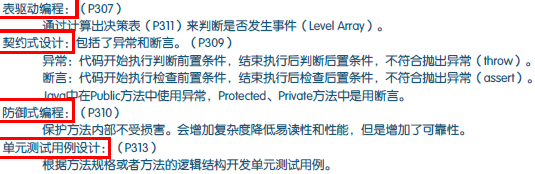 表驱动编程：（P307）
通过计算出决策表（P311）来判断是否发生事件（Level Array）。
契约式设计：包括了异常和断言。（P309）
异常：代码开始执行判断前置条件，结束执行后判断后置条件，不符合抛出异常（throw）。
断言：代码开始执行检查前置条件，结束执行后检查后置条件，不符合抛出异常（assert）。
Java中在Public方法中使用异常，Protected、Private方法中是用断言。
防御式编程：（P310）
保护方法内部不受损害。会增加复杂度降低易读性和性能，但是增加了可靠性。
单元测试用例设计：（P313）
根据方法规格或者方法的逻辑结构开发单元测试用例。